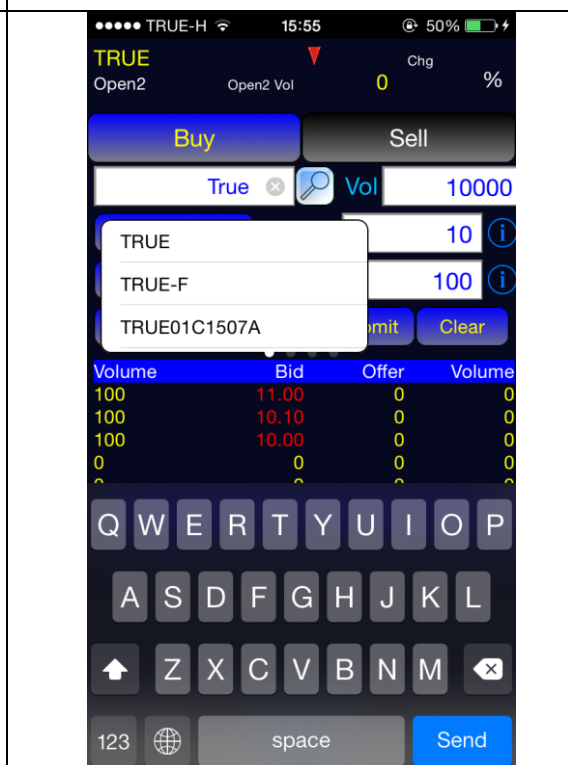 ●●●●● TRUE-H 15:55 50%
TRUE Chg
Open2 Open2 Vol 0 %
Buy Sell
True Vol 10000
10 i
100 i
TRUE
TRUE-F
TRUE01C1507A
Clear
Volume Bid Offer Volume
100 11.00 0 0
100 10.10 0 0
100 10.00 0 0
0 0 0 0
Q W E R T Y U I O P
A S D F G H J K L
Z X C V B N M
123 space Send